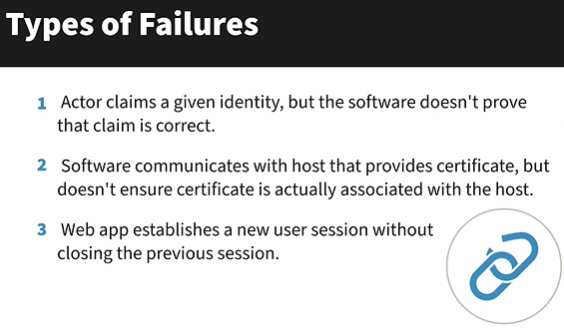 Types of Failures
1 Actor claims a given identity, but the software doesn't prove
that claim is correct.
2 Software communicates with host that provides certificate, but
doesn't ensure certificate is actually associated with the host.
3 Web app establishes a new user session without
closing the previous session.